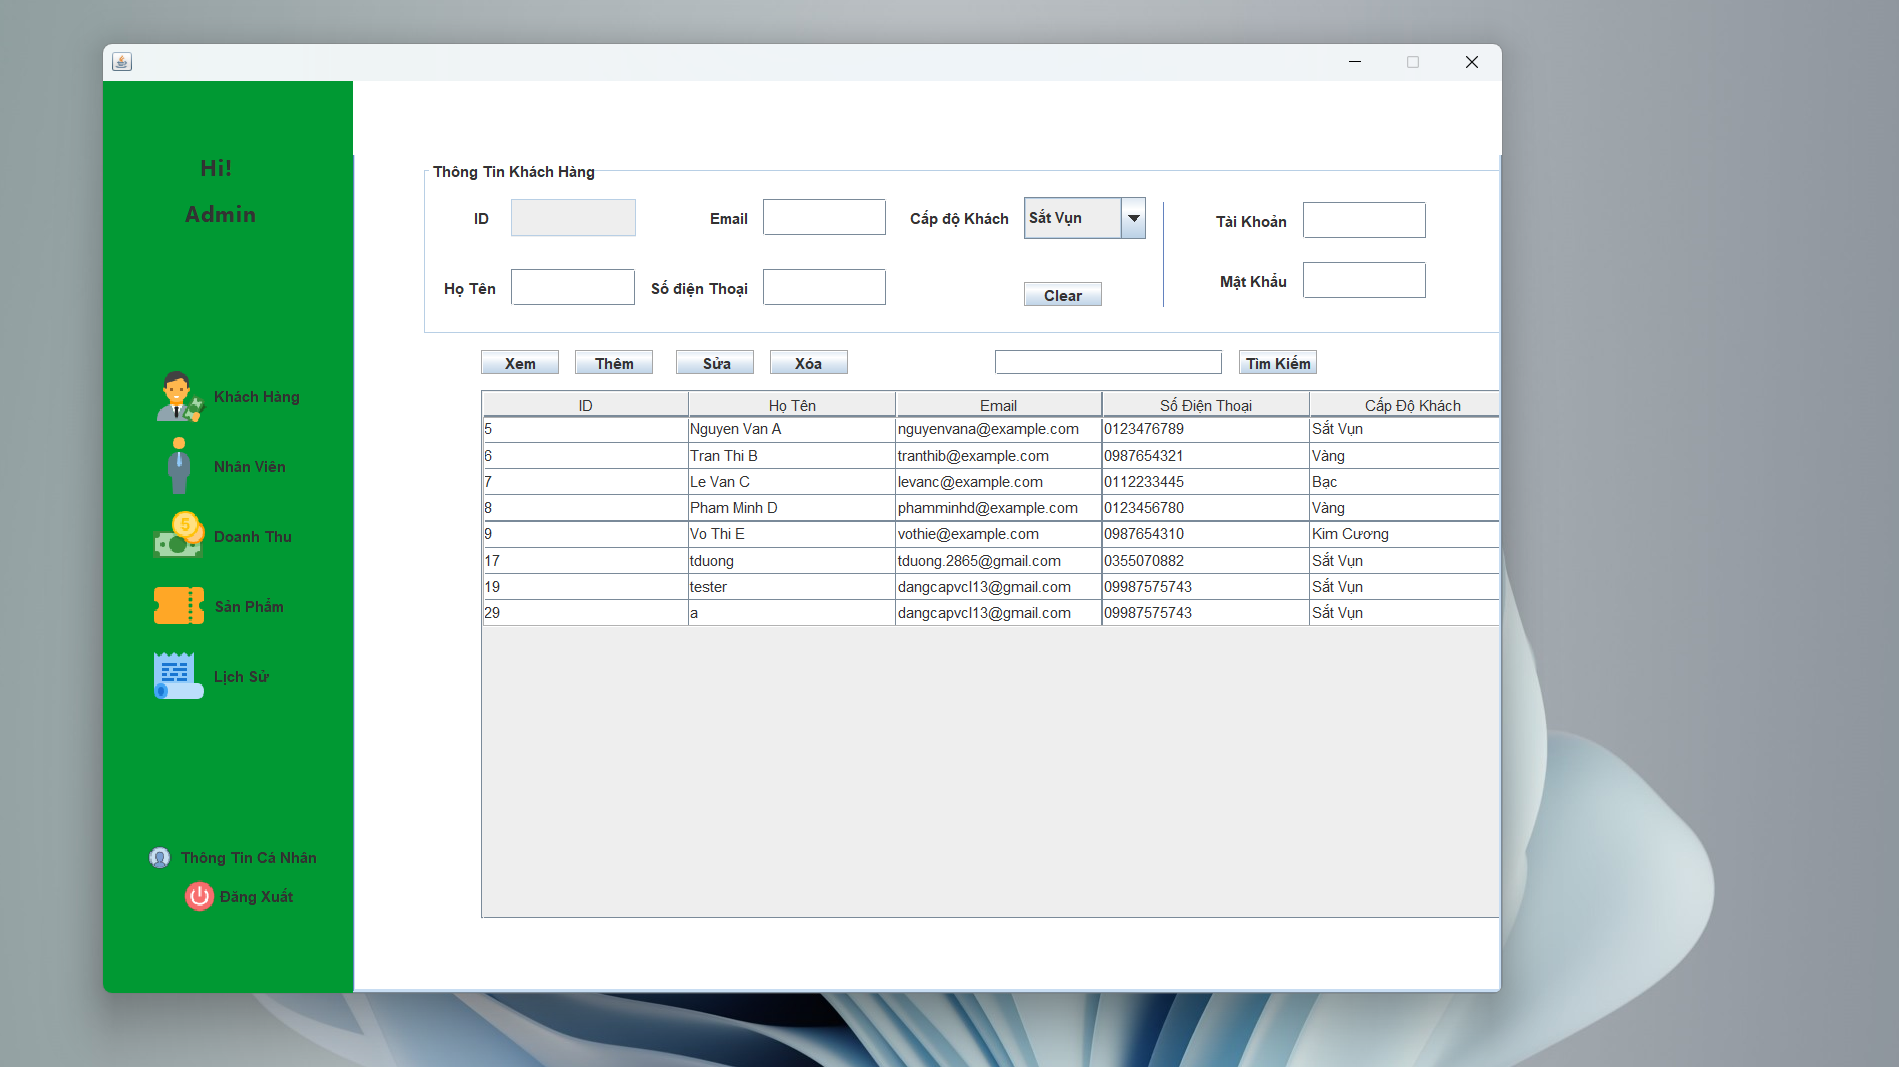 Hi!
Admin
Khách Hàng
Nhân Viên
Doanh Thu
Sản Phẩm
Lịch Sử
Thông Tin Cá Nhân
Đăng Xuất
Thông Tin Khách Hàng
ID Email Cấp độ Khách Sắt Vụn Tài Khoản
Họ Tên Số điện Thoại Clear Mật Khẩu
Xem Thêm Sửa Xóa Tìm Kiếm
ID Họ Tên Email Số Điện Thoại Cấp Độ Khách
5 Nguyen Van A nguyenvana@example.com 0123476789 Sắt Vụn
6 Tran Thi B tranthib@example.com 0987654321 Vàng
7 Le Van C levanc@example.com 0112233445 Bạc
8 Pham Minh D phamminhd@example.com 0123456780 Vàng
9 Vo Thi E vothie@example.com 0987654310 Kim Cương
17 tduong tduong.2865@gmail.com 0355070882 Sắt Vụn
19 tester dangcapvcl13@gmail.com 09987575743 Sắt Vụn
29 a dangcapvcl13@gmail.com 09987575743 Sắt Vụn